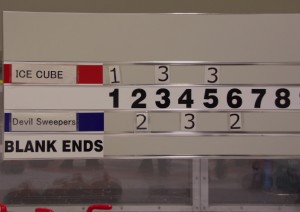 ICE CUBE 1 3 3
1 2 3 4 5 6 7 8
Devil Sweepers 2 3 2
BLANK ENDS